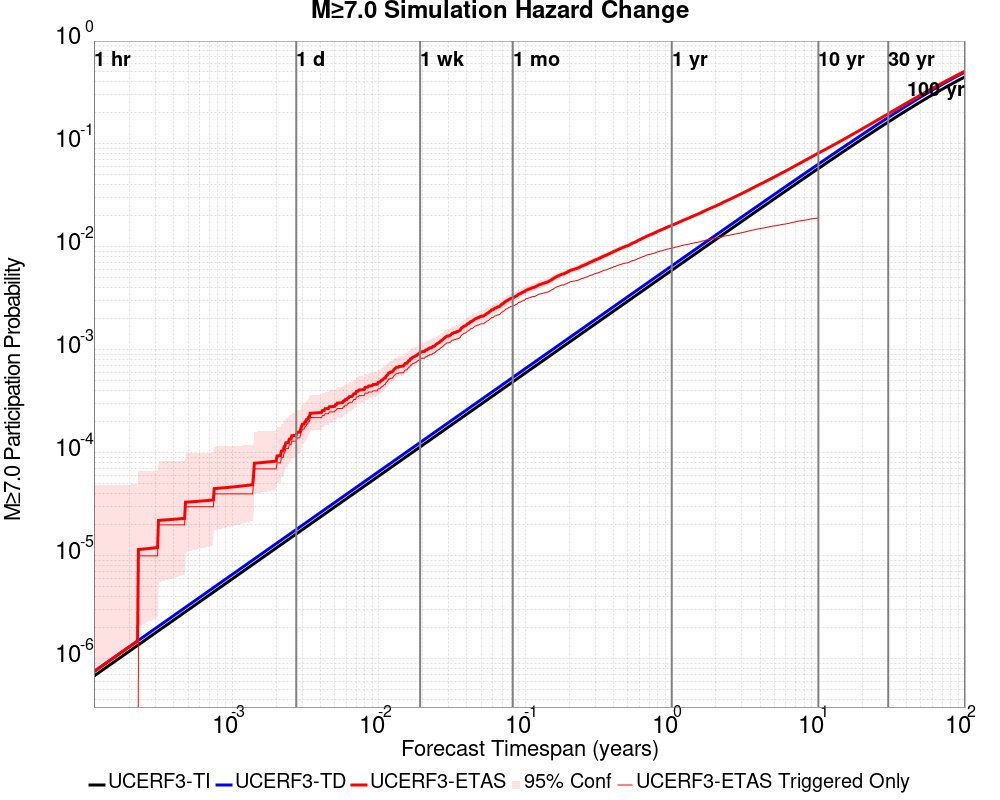 M≥7.0 Simulation Hazard Change
10^0
1 hr
1 d
1 wk
1 mo
1 yr
10 yr
30 yr
100 yr
10^-1
10^-2
10^-3
10^-4
10^-5
10^-6
M≥7.0 Participation Probability
10^-3
10^-2
10^-1
10^0
10^1
10^2
Forecast Timespan (years)
UCERF3-TI UCERF3-TD UCERF3-ETAS 95% Conf UCERF3-ETAS Triggered Only